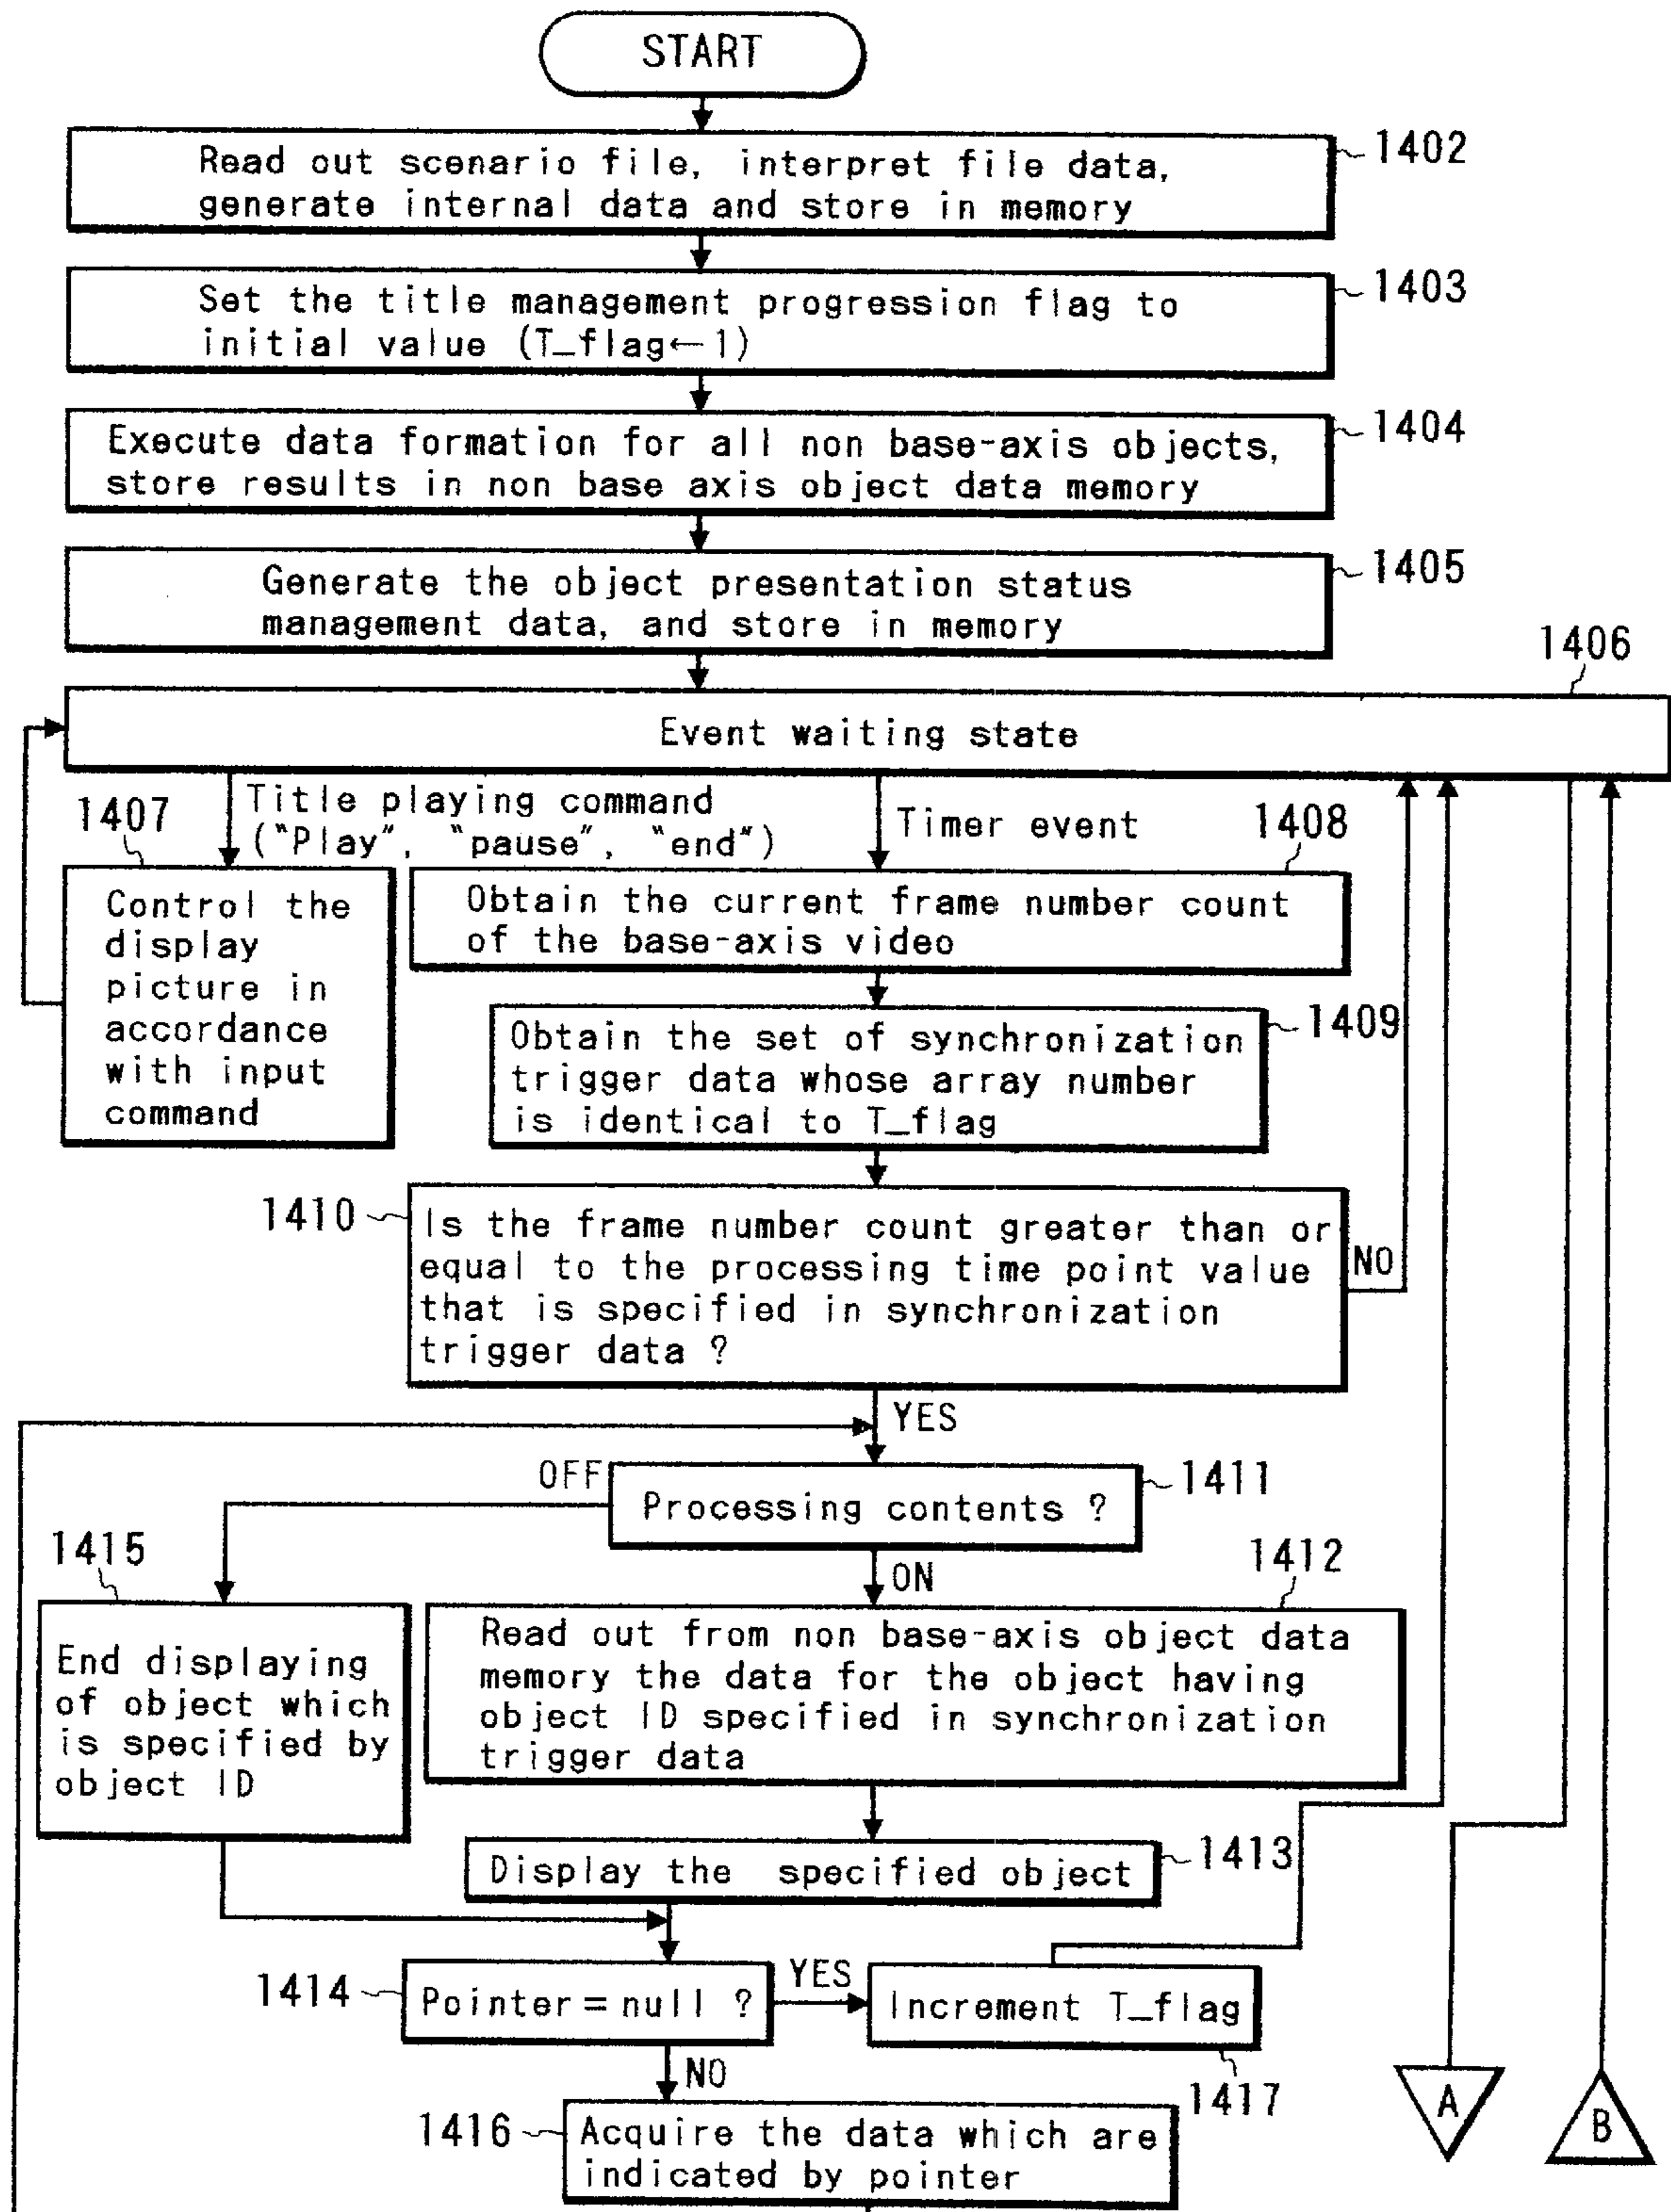 START
1402
Read out scenario file, interpret file data,
generate internal data and store in memory
1403
Set the title management progression flag to
initial value (T_flag←1)
1404
Execute data formation for all non base-axis objects,
store results in non base axis object data memory
1405
Generate the object presentation status
management data, and store in memory
1406
Event waiting state
1407
Title playing command
("Play", "pause", "end")
Timer event
1408
Control the
display
picture in
accordance
with input
command
Obtain the current frame number count
of the base-axis video
1409
Obtain the set of synchronization
trigger data whose array number
is identical to T_flag
1410
Is the frame number count greater than or
equal to the processing time point value
that is specified in synchronization
trigger data ?
NO
YES
OFF
1411
Processing contents ?
1415
ON
1412
End displaying
of object which
is specified by
object ID
Read out from non base-axis object data
memory the data for the object having
object ID specified in synchronization
trigger data
1413
Display the specified object
1414
Pointer=null ?
YES
Increment T_flag
1417
NO
1416
Acquire the data which are
indicated by pointer
A
B